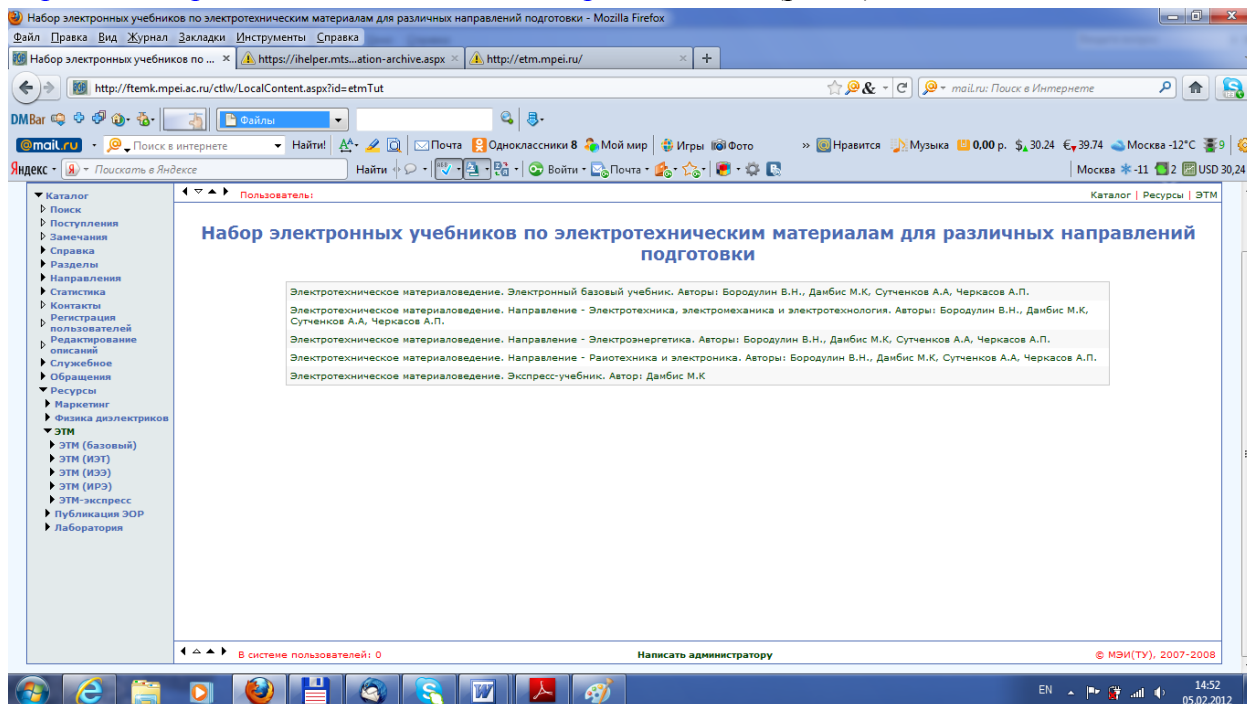 Набор электронных учебников по электротехническим материалам для различных направлений подготовки - Mozilla Firefox
Файл Правка Вид Журнал Закладки Инструменты Справка
Набор электронных учебников по ... × https://ihelper.mts...ation-archive.aspx × http://etm.mpei.ru/ × +
http://ftemk.mpei.ac.ru/ctlw/LocalContent.aspx?id=etmTut mail.ru: Поиск в Интернете
DMBar Файлы
@mail.ru Поиск в интернете Найти! Почта Одноклассники 8 Мой мир Игры Фото » Нравится Музыка 0,00 р. $ 30.24 € 39.74 Москва -12°C 9
Яндекс Поискать в Яндексе Найти Войти Почта Москва -11 2 USD 30,24
Каталог
Поиск
Поступления
Замечания
Справка
Разделы
Направления
Статистика
Контакты
Регистрация
пользователей
Редактирование
описаний
Служебное
Обращения
Ресурсы
Маркетинг
Физика диэлектриков
ЭТМ
ЭТМ (базовый)
ЭТМ (ИЭТ)
ЭТМ (ИЭЭ)
ЭТМ (ИРЭ)
ЭТМ-экспресс
Публикация ЭОР
Лаборатория
Пользователь: Каталог | Ресурсы | ЭТМ
Набор электронных учебников по электротехническим материалам для различных направлений
подготовки
Электротехническое материаловедение. Электронный базовый учебник. Авторы: Бородулин В.Н., Дамбис М.К, Сутченков А.А, Черкасов А.П.
Электротехническое материаловедение. Направление - Электротехника, электромеханика и электротехнология. Авторы: Бородулин В.Н., Дамбис М.К,
Сутченков А.А, Черкасов А.П.
Электротехническое материаловедение. Направление - Электроэнергетика. Авторы: Бородулин В.Н., Дамбис М.К, Сутченков А.А, Черкасов А.П.
Электротехническое материаловедение. Направление - Раиотехника и электроника. Авторы: Бородулин В.Н., Дамбис М.К, Сутченков А.А, Черкасов А.П.
Электротехническое материаловедение. Экспресс-учебник. Автор: Дамбис М.К
В системе пользователей: 0 Написать администратору © МЭИ(ТУ), 2007-2008
EN 14:52
05.02.2012